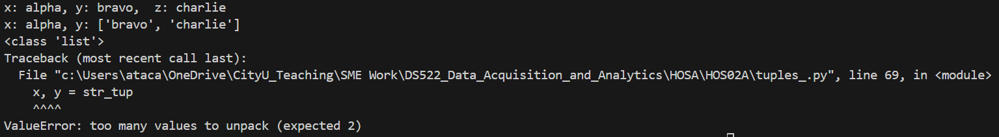 x: alpha, y: bravo,  z: charlie
x: alpha, y: ['bravo', 'charlie']
<class 'list'>
Traceback (most recent call last):
  File "c:\Users\ataca\OneDrive\CityU_Teaching\SME Work\DS522_Data_Acquisition_and_Analytics\HOSA\HOS02A\tuples_.py", line 69, in <module>
    x, y = str_tup
    ^^^^
ValueError: too many values to unpack (expected 2)